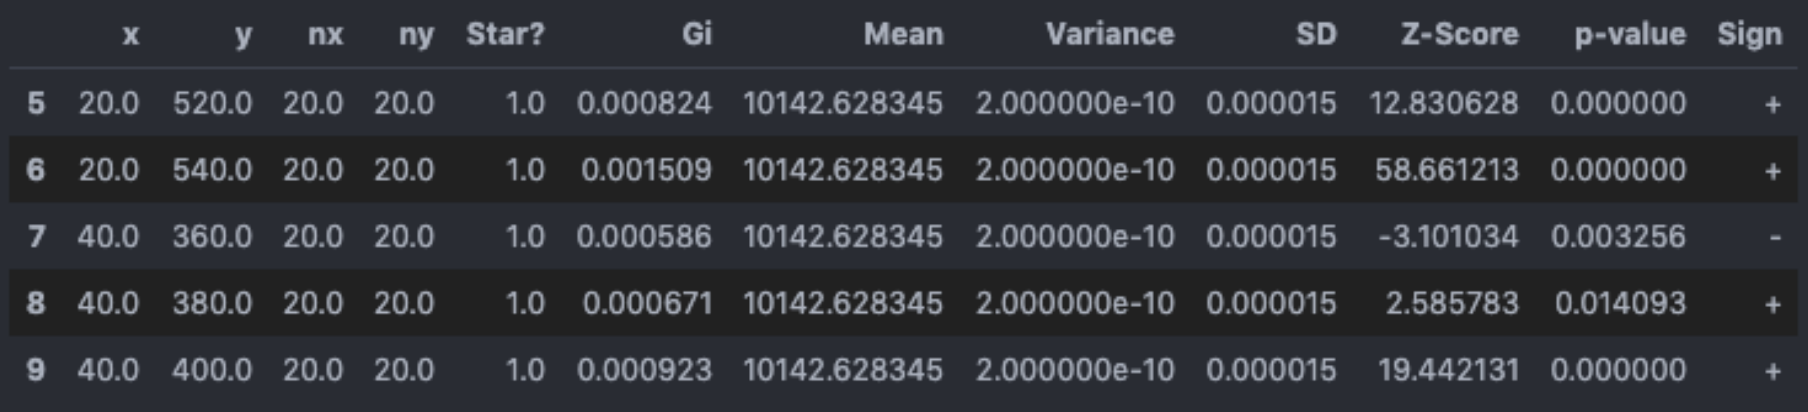 x y nx ny Star? Gi Mean Variance SD Z-Score p-value Sign
5 20.0 520.0 20.0 20.0 1.0 0.000824 10142.628345 2.000000e-10 0.000015 12.830628 0.000000 +
6 20.0 540.0 20.0 20.0 1.0 0.001509 10142.628345 2.000000e-10 0.000015 58.661213 0.000000 +
7 40.0 360.0 20.0 20.0 1.0 0.000586 10142.628345 2.000000e-10 0.000015 -3.101034 0.003256 -
8 40.0 380.0 20.0 20.0 1.0 0.000671 10142.628345 2.000000e-10 0.000015 2.585783 0.014093 +
9 40.0 400.0 20.0 20.0 1.0 0.000923 10142.628345 2.000000e-10 0.000015 19.442131 0.000000 +